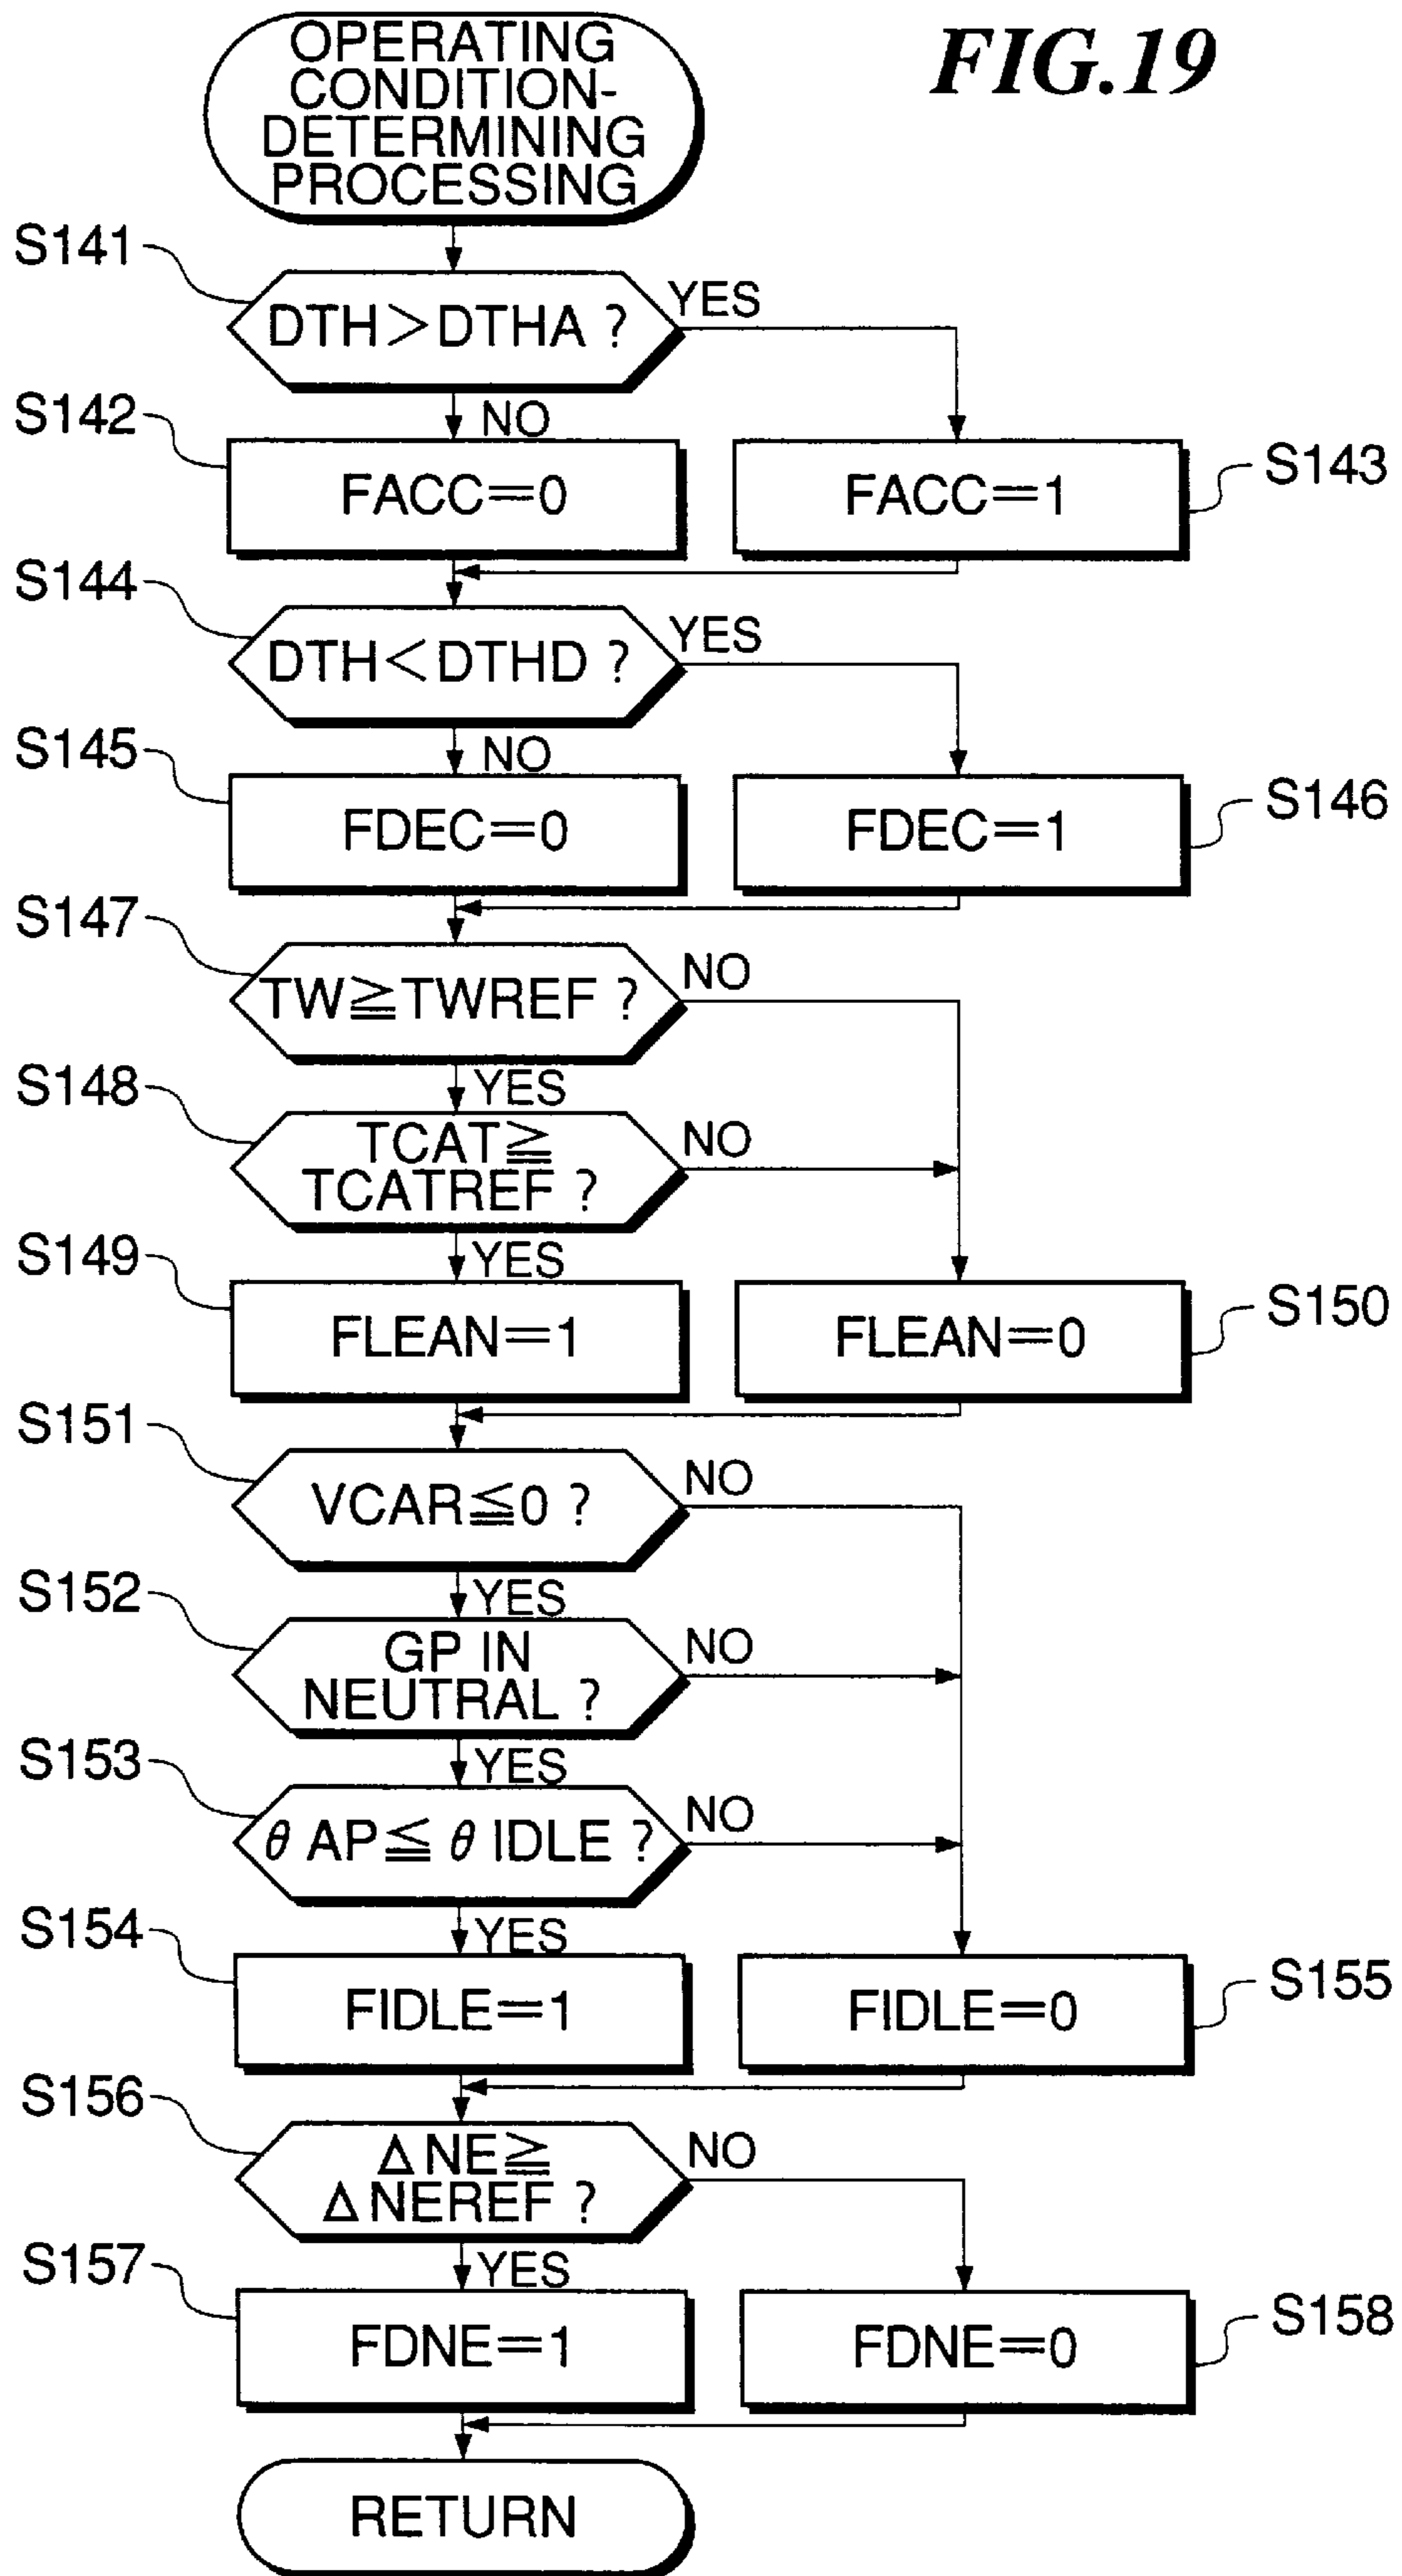 FIG.19
OPERATING
CONDITION-
DETERMINING
PROCESSING
S141
DTH>DTHA ?
YES
NO
S142
FACC=0
FACC=1
S143
S144
DTH<DTHD ?
YES
NO
S145
FDEC=0
FDEC=1
S146
S147
TW≧TWREF ?
NO
YES
S148
TCAT≧
TCATREF ?
NO
YES
S149
FLEAN=1
FLEAN=0
S150
S151
VCAR≦0 ?
NO
YES
S152
GP IN
NEUTRAL ?
NO
YES
S153
θ AP≦ θ IDLE ?
NO
YES
S154
FIDLE=1
FIDLE=0
S155
S156
Δ NE≧
Δ NEREF ?
NO
YES
S157
FDNE=1
FDNE=0
S158
RETURN